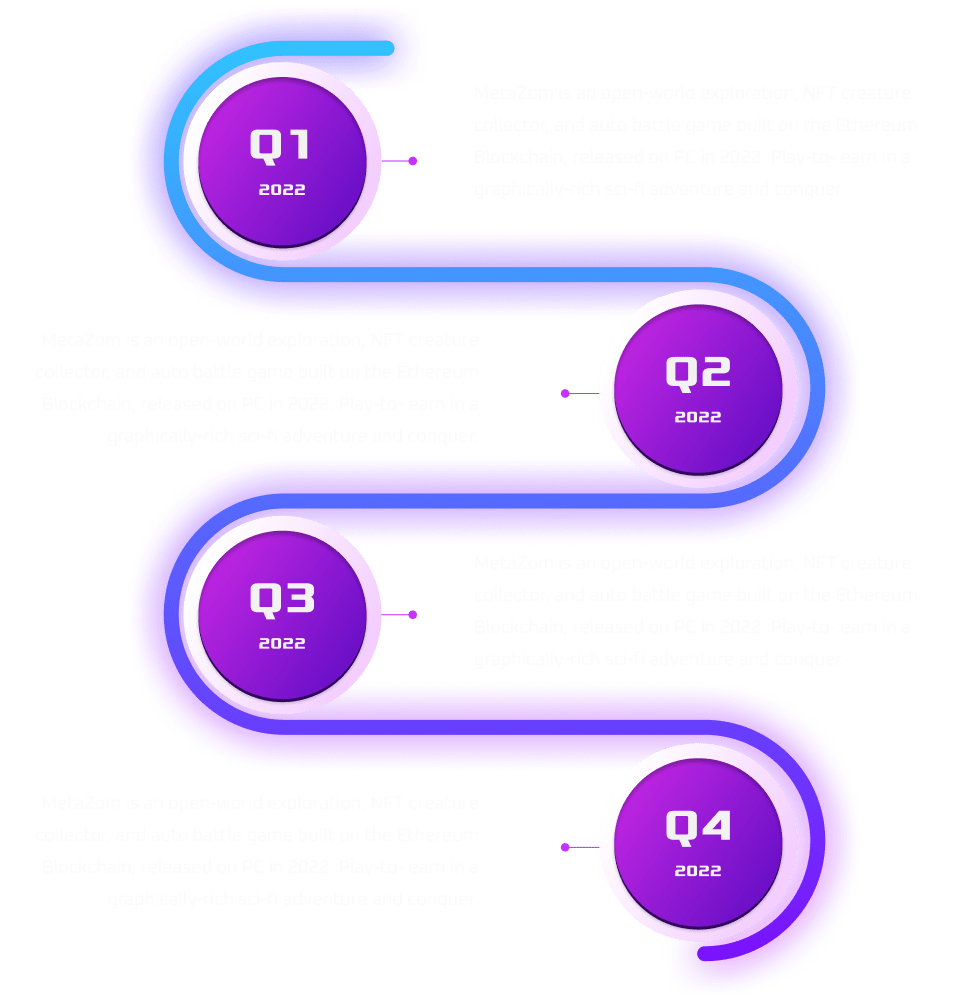 Q1
2022
MetaZom is an open-world exploration, NFT creature
collector, and auto battle game built on the Ethereum
Blockchain, released on PC in 2022. Play-to- earn in a
graphically-rich sci-fi adventure and conquer.
MetaZom is an open-world exploration, NFT creature
collector, and auto battle game built on the Ethereum
Blockchain, released on PC in 2022. Play-to- earn in a
graphically-rich sci-fi adventure and conquer.
Q2
2022
Q3
2022
MetaZom is an open-world exploration, NFT creature
collector, and auto battle game built on the Ethereum
Blockchain, released on PC in 2022. Play-to- earn in a
graphically-rich sci-fi adventure and conquer.
MetaZom is an open-world exploration, NFT creature
collector, and auto battle game built on the Ethereum
Blockchain, released on PC in 2022. Play-to- earn in a
graphically-rich sci-fi adventure and conquer.
Q4
2022